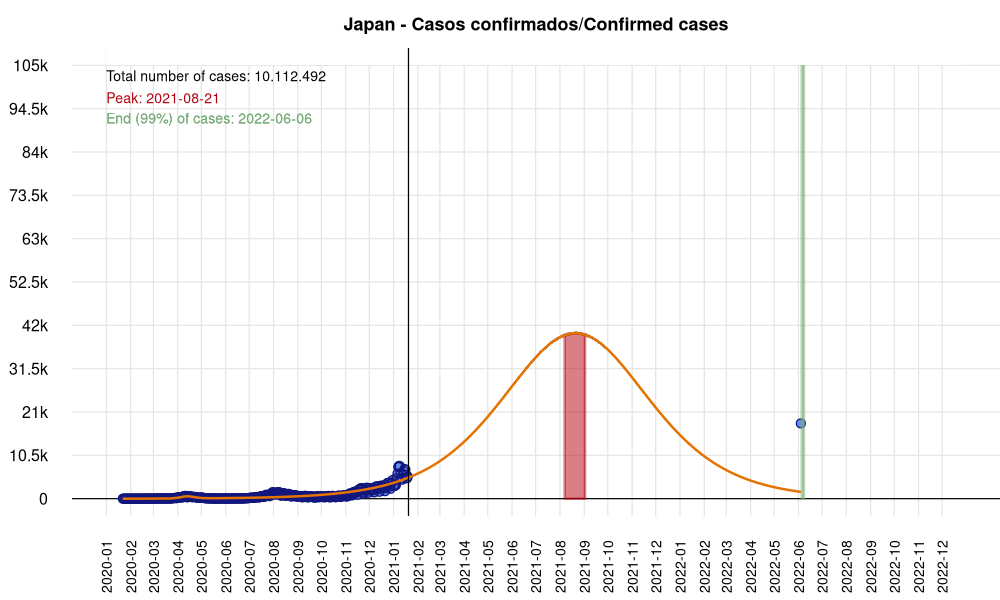 Japan - Casos confirmados/Confirmed cases
Total number of cases: 10.112.492
Peak: 2021-08-21
End (99%) of cases: 2022-06-06
105k
94.5k
84k
73.5k
63k
52.5k
42k
31.5k
21k
10.5k
0
2020-01
2020-02
2020-03
2020-04
2020-05
2020-06
2020-07
2020-08
2020-09
2020-10
2020-11
2020-12
2021-01
2021-02
2021-03
2021-04
2021-05
2021-06
2021-07
2021-08
2021-09
2021-10
2021-11
2021-12
2022-01
2022-02
2022-03
2022-04
2022-05
2022-06
2022-07
2022-08
2022-09
2022-10
2022-11
2022-12